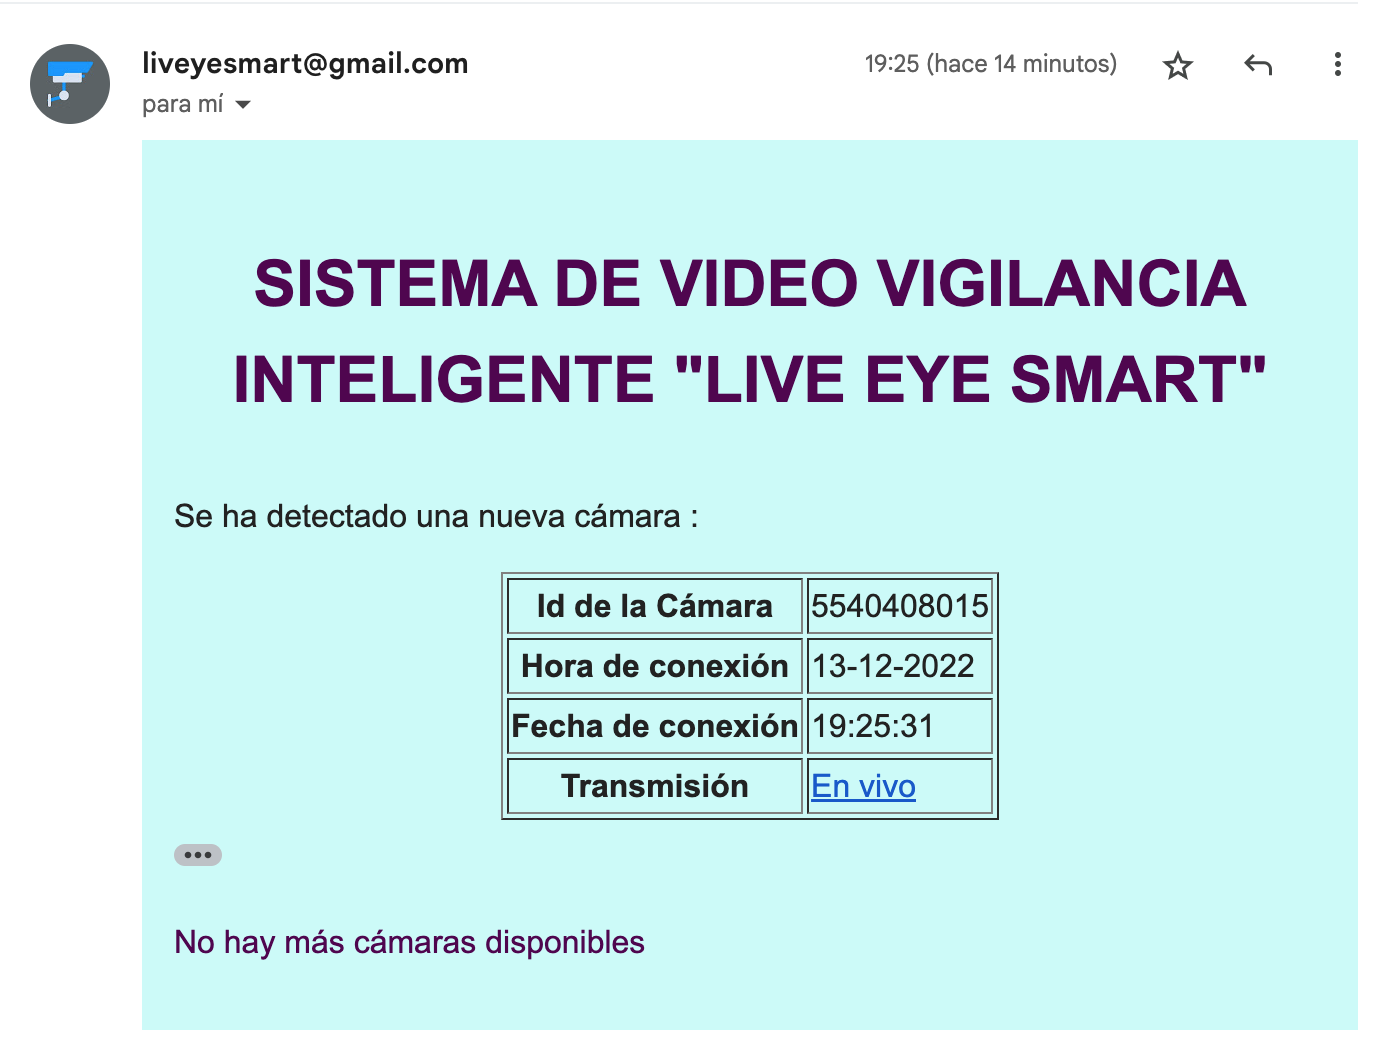 liveyesmart@gmail.com
19:25 (hace 14 minutos)
para mí
SISTEMA DE VIDEO VIGILANCIA
INTELIGENTE "LIVE EYE SMART"
Se ha detectado una nueva cámara :
Id de la Cámara 5540408015
Hora de conexión 13-12-2022
Fecha de conexión 19:25:31
Transmisión En vivo
No hay más cámaras disponibles